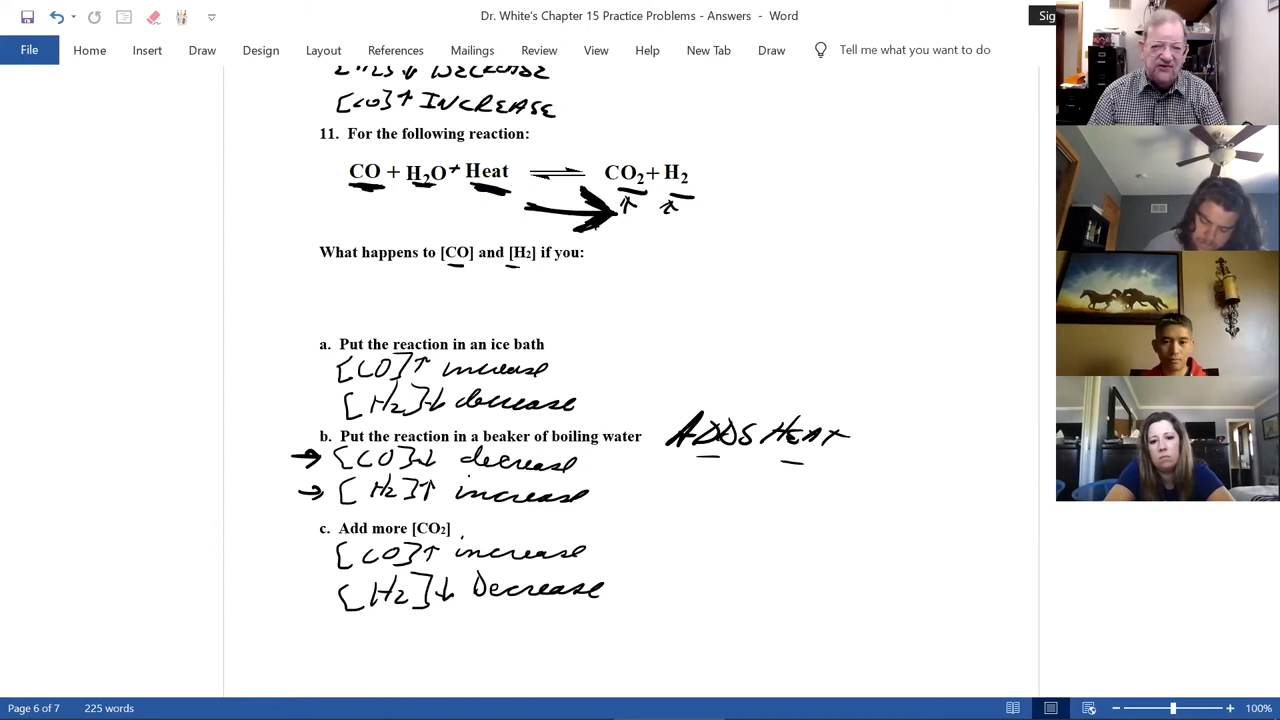 Dr. White's Chapter 15 Practice Problems - Answers - Word
Sig
File Home Insert Draw Design Layout References Mailings Review View Help New Tab Draw Tell me what you want to do
DECREASE
[CO]↑ INCREASE
11. For the following reaction:
CO + H₂O + Heat ⇌ CO₂ + H₂
What happens to [CO] and [H₂] if you:
a. Put the reaction in an ice bath
[CO]↑ increase
[H₂]↓ decrease
b. Put the reaction in a beaker of boiling water ADDS HEAT
→ [CO]↓ decrease
→ [H₂]↑ increase
c. Add more [CO₂]
[CO]↑ increase
[H₂]↓ Decrease
Page 6 of 7 225 words 100%